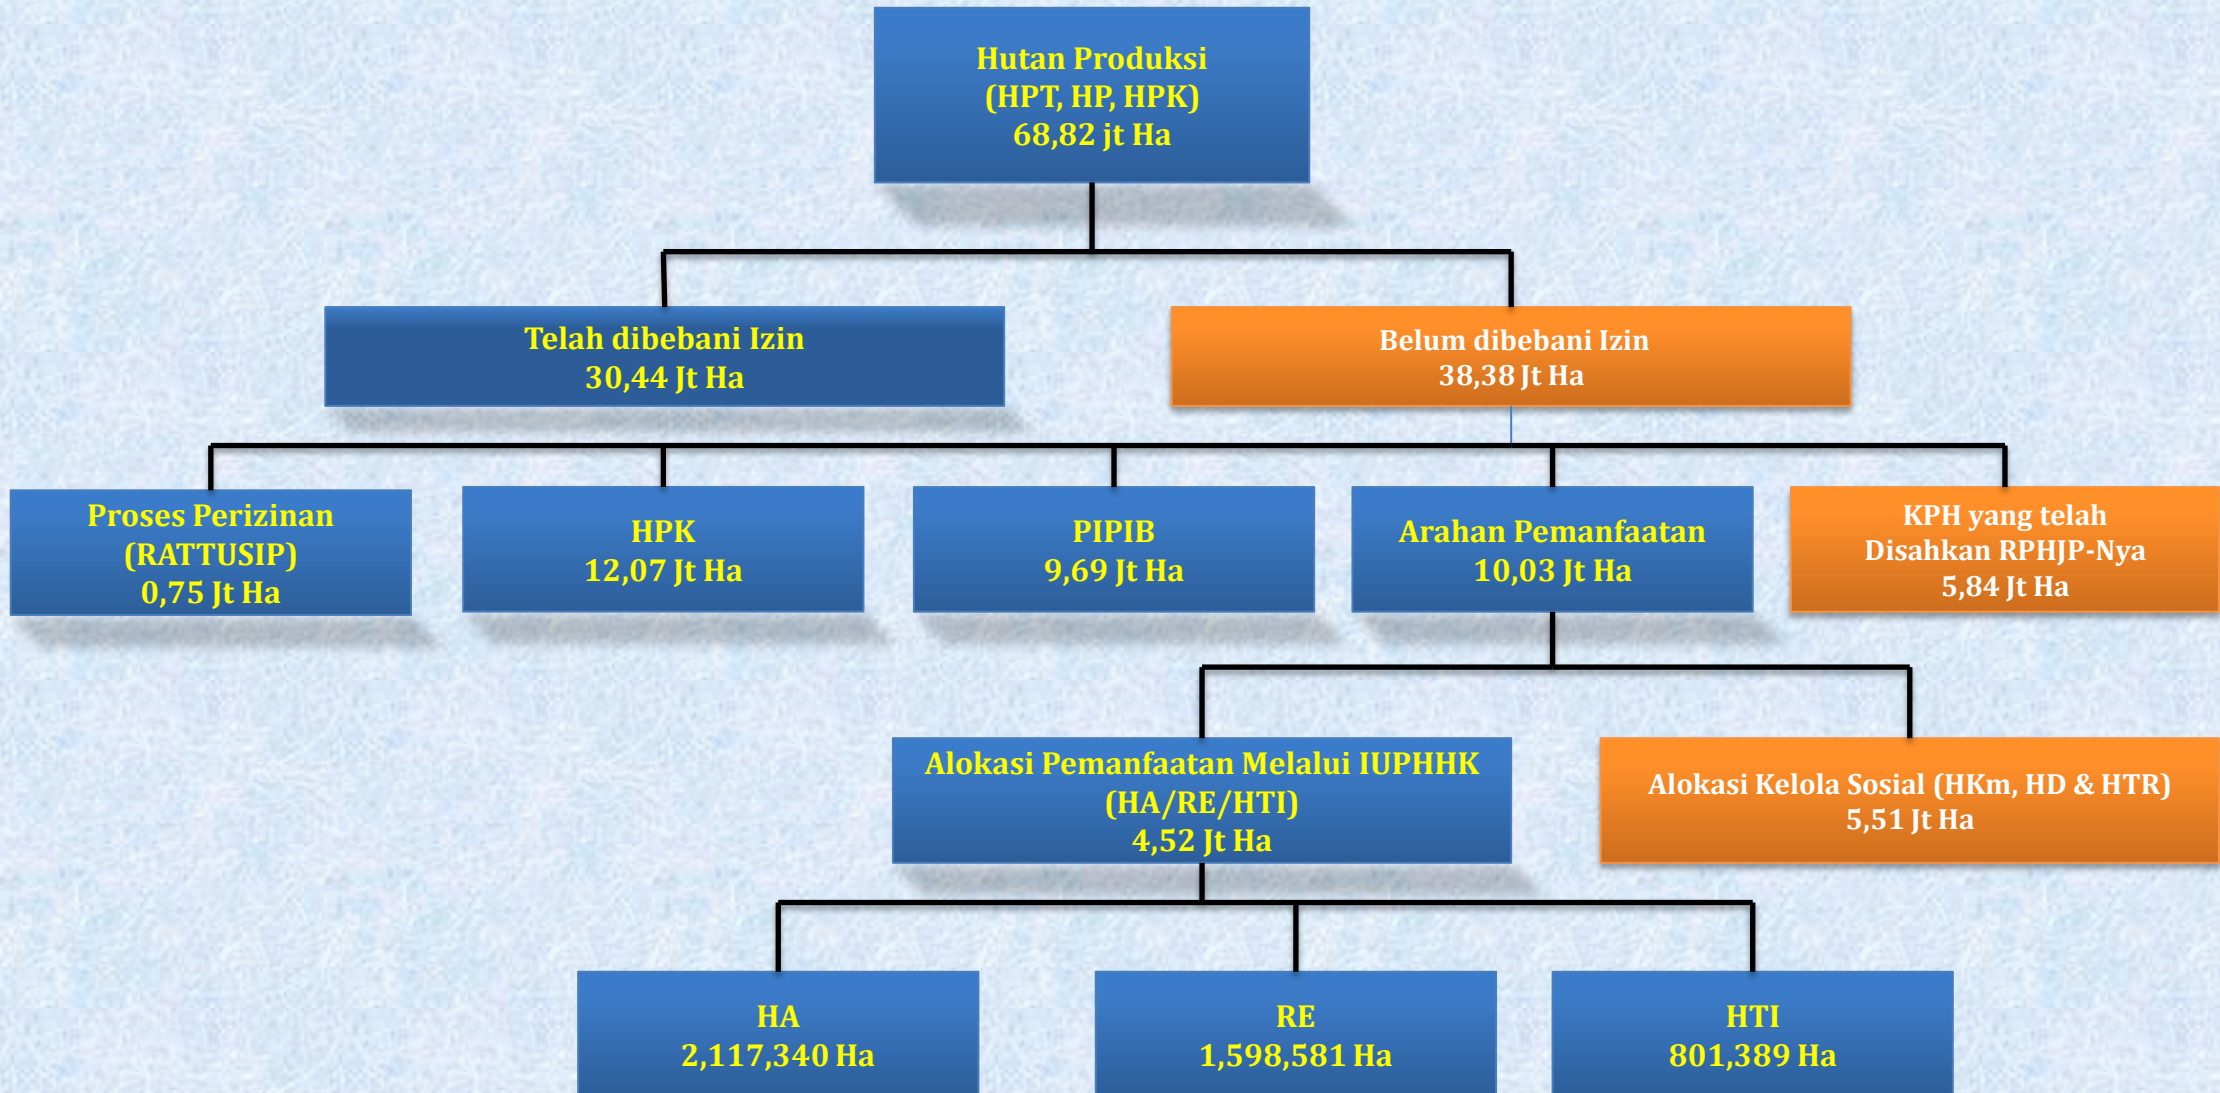 Hutan Produksi
(HPT, HP, HPK)
68,82 jt Ha
Telah dibebani Izin
30,44 Jt Ha
Belum dibebani Izin
38,38 Jt Ha
Proses Perizinan
(RATTUSIP)
0,75 Jt Ha
HPK
12,07 Jt Ha
PIPIB
9,69 Jt Ha
Arahan Pemanfaatan
10,03 Jt Ha
KPH yang telah
Disahkan RPHJP-Nya
5,84 Jt Ha
Alokasi Pemanfaatan Melalui IUPHHK
(HA/RE/HTI)
4,52 Jt Ha
Alokasi Kelola Sosial (HKm, HD & HTR)
5,51 Jt Ha
HA
2,117,340 Ha
RE
1,598,581 Ha
HTI
801,389 Ha